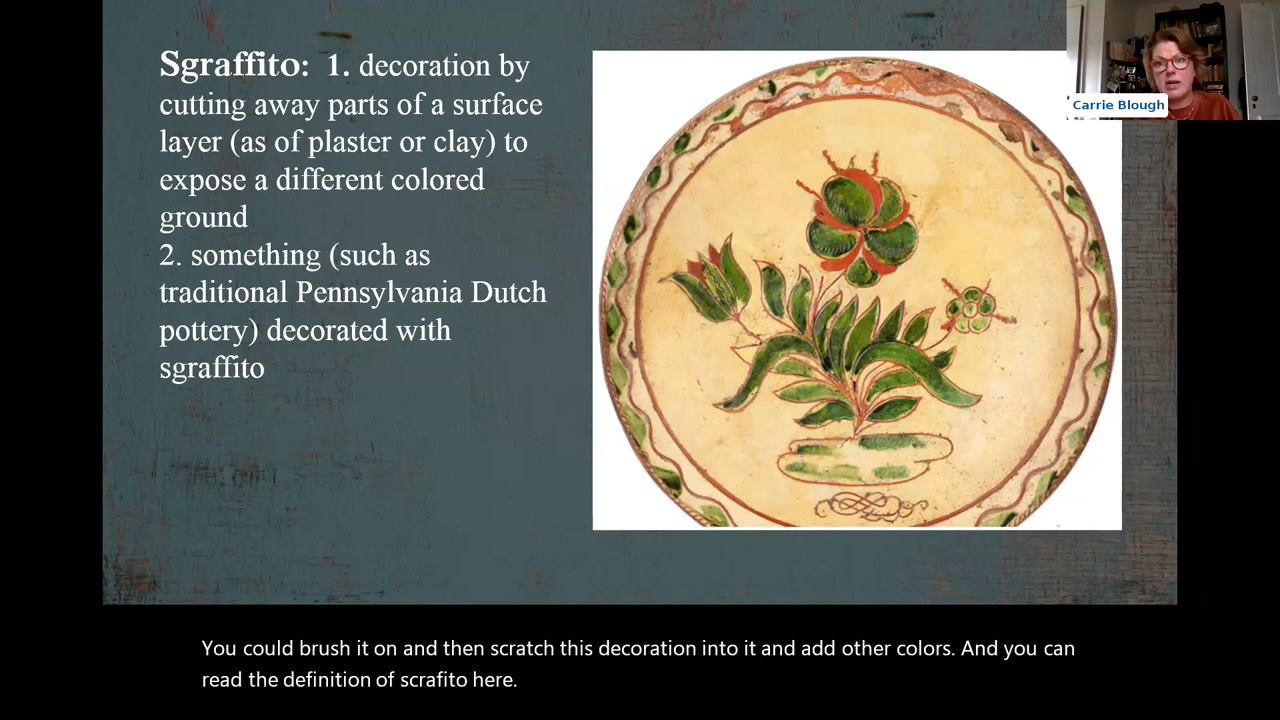 Sgraffito: 1. decoration by
cutting away parts of a surface
layer (as of plaster or clay) to
expose a different colored
ground
2. something (such as
traditional Pennsylvania Dutch
pottery) decorated with
sgraffito
Carrie Blough
You could brush it on and then scratch this decoration into it and add other colors. And you can
read the definition of scrafito here.